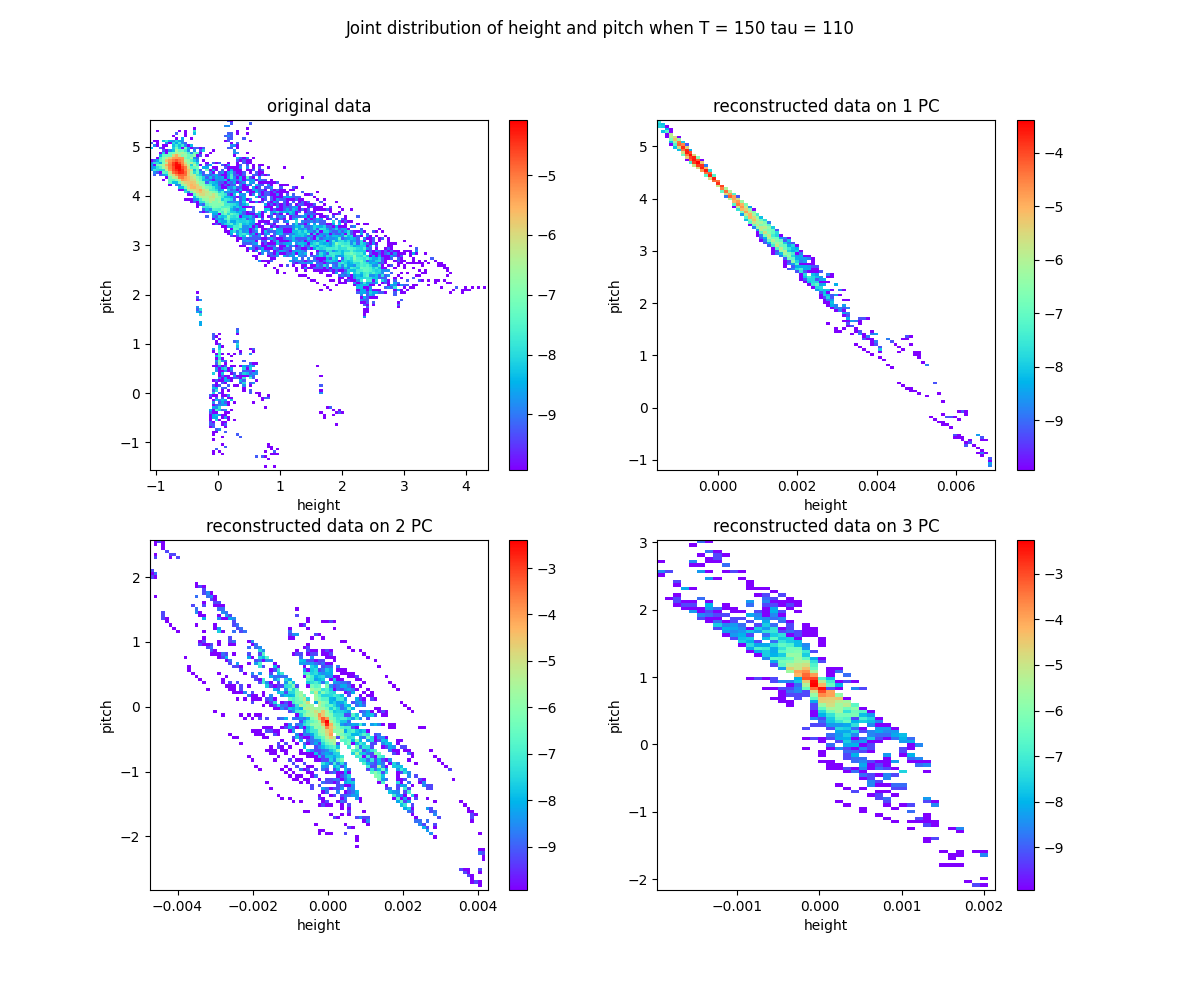 Joint distribution of height and pitch when T = 150 tau = 110
original data
5
4
3
2
1
0
−1
pitch
−1 0 1 2 3 4
height
−5
−6
−7
−8
−9
reconstructed data on 1 PC
5
4
3
2
1
0
−1
pitch
0.000 0.002 0.004 0.006
height
−4
−5
−6
−7
−8
−9
reconstructed data on 2 PC
2
1
0
−1
−2
pitch
−0.004 −0.002 0.000 0.002 0.004
height
−3
−4
−5
−6
−7
−8
−9
reconstructed data on 3 PC
3
2
1
0
−1
−2
pitch
−0.001 0.000 0.001 0.002
height
−3
−4
−5
−6
−7
−8
−9